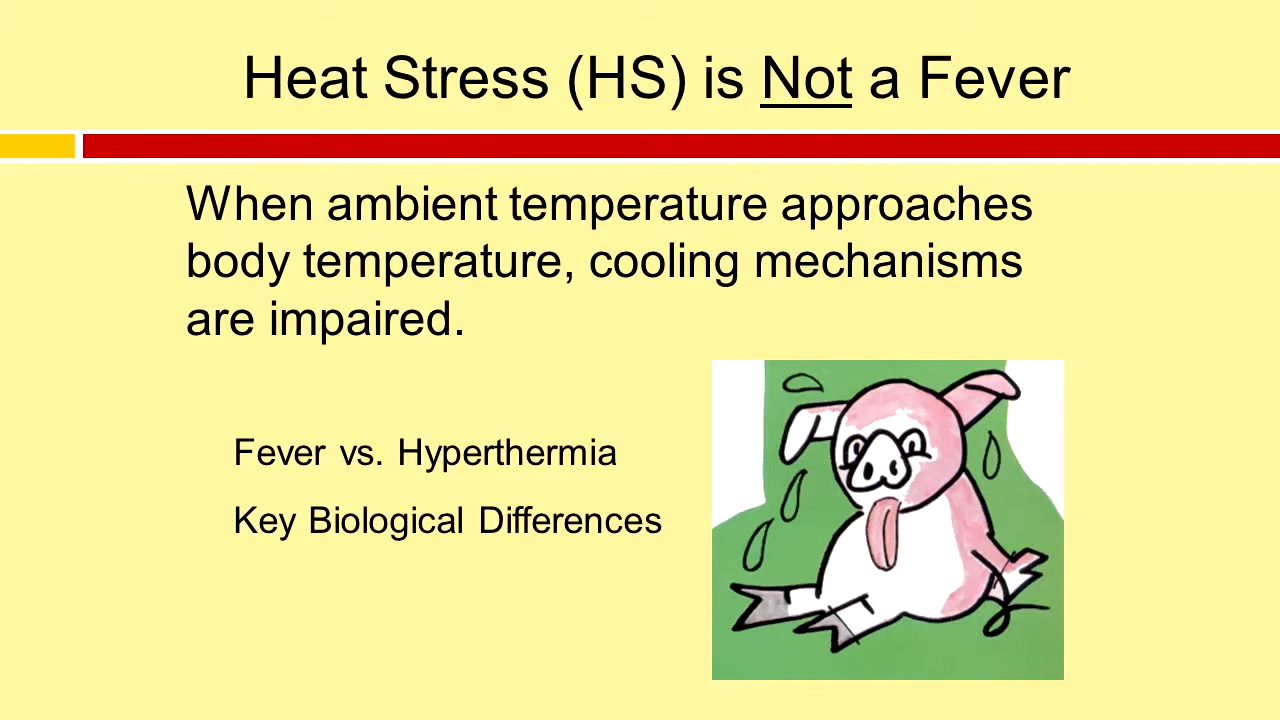 Heat Stress (HS) is Not a Fever
When ambient temperature approaches
body temperature, cooling mechanisms
are impaired.
Fever vs. Hyperthermia
Key Biological Differences